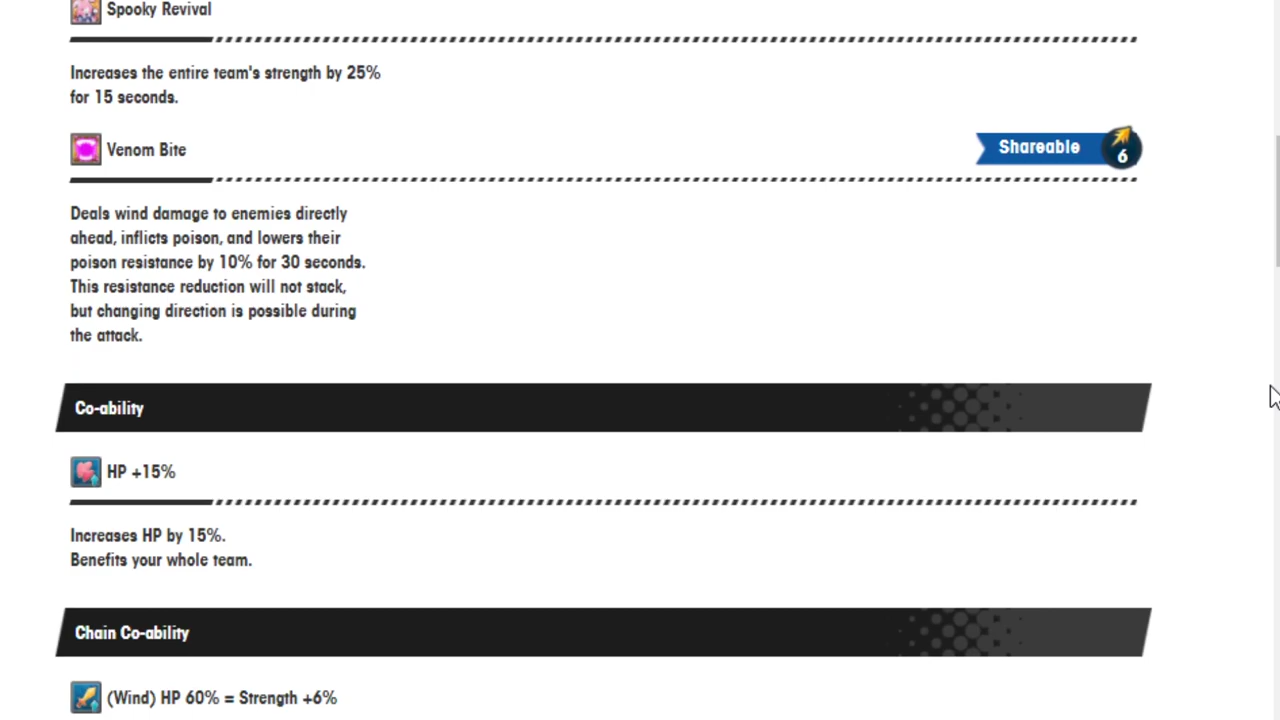 Spooky Revival
Increases the entire team's strength by 25%
for 15 seconds.
Venom Bite
Shareable
6
Deals wind damage to enemies directly
ahead, inflicts poison, and lowers their
poison resistance by 10% for 30 seconds.
This resistance reduction will not stack,
but changing direction is possible during
the attack.
Co-ability
HP +15%
Increases HP by 15%.
Benefits your whole team.
Chain Co-ability
(Wind) HP 60% = Strength +6%